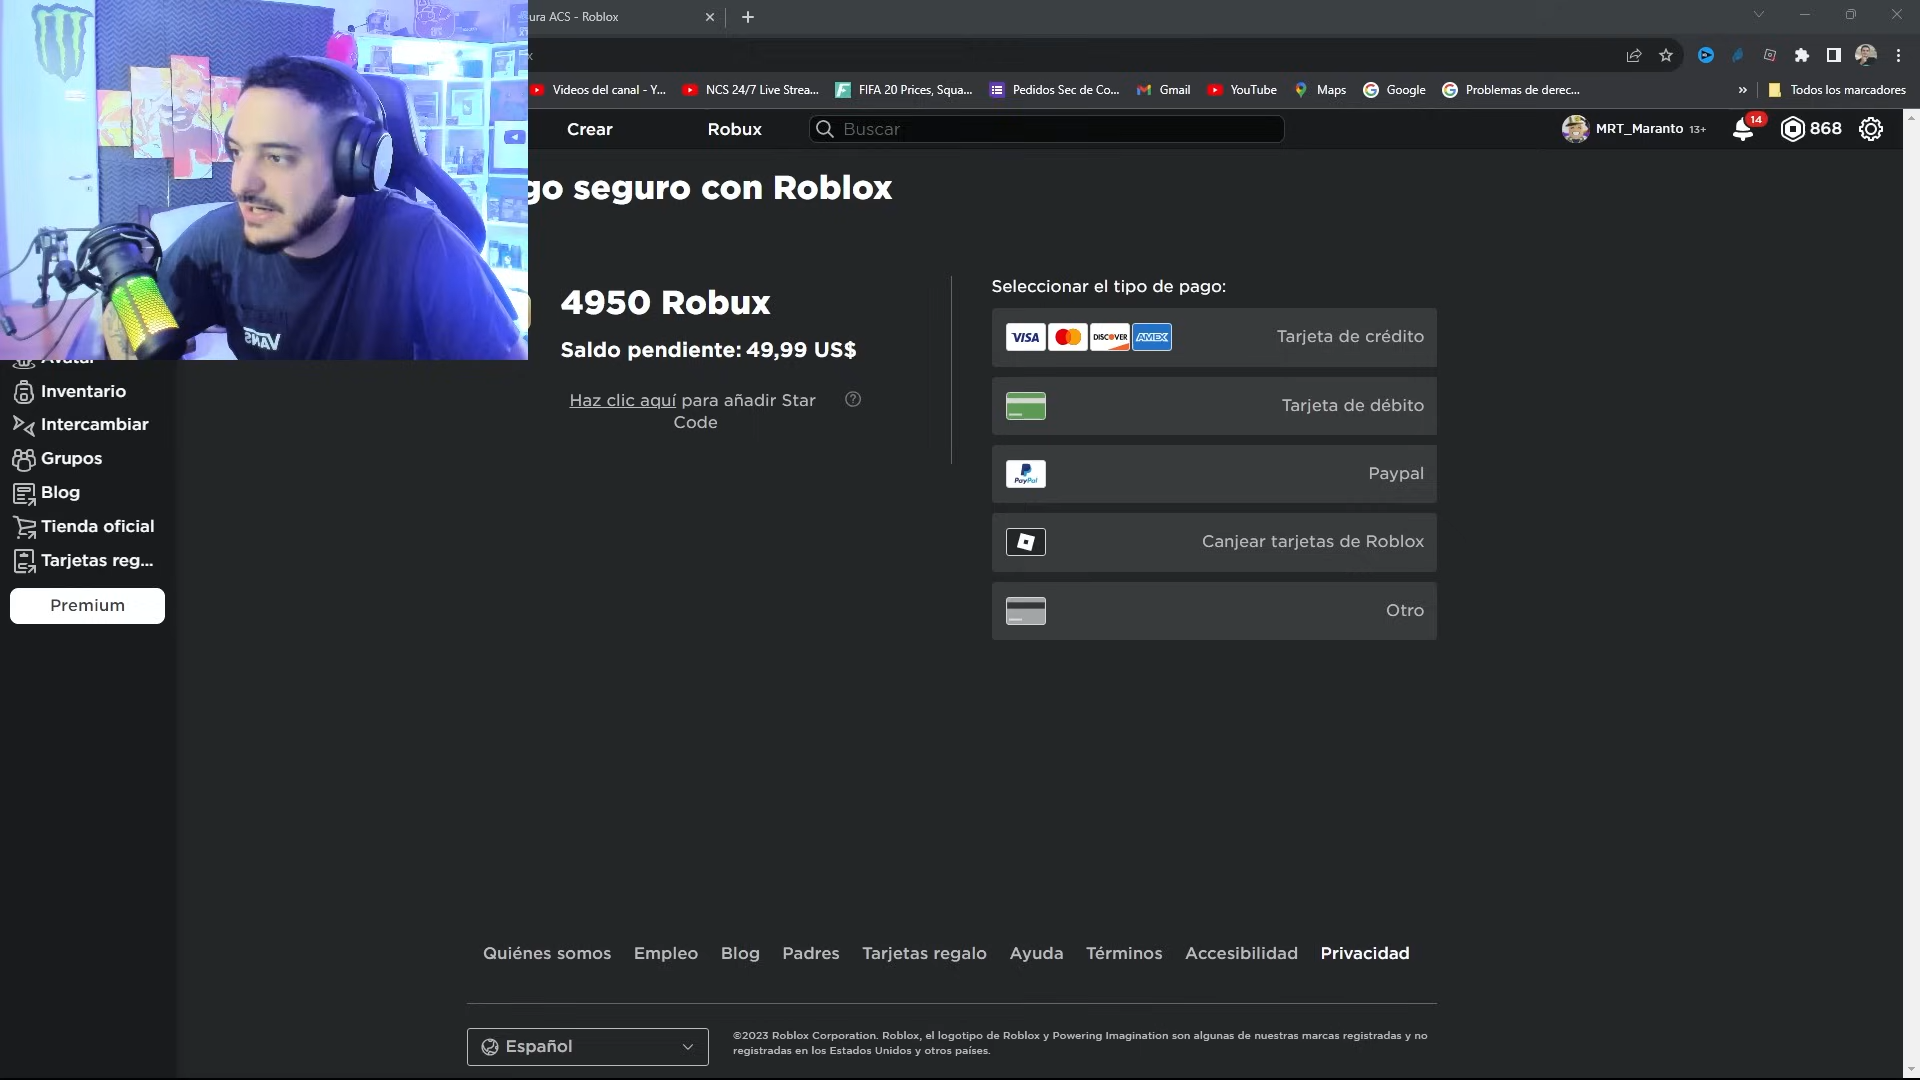 ura ACS - Roblox
Videos del canal - Y...
NCS 24/7 Live Strea...
FIFA 20 Prices, Squa...
Pedidos Sec de Co...
Gmail
YouTube
Maps
Google
Problemas de derec...
»
Todos los marcadores
Crear
Robux
Buscar
MRT_Maranto 13+
14
868
go seguro con Roblox
4950 Robux
Saldo pendiente: 49,99 US$
Haz clic aquí para añadir Star
Code
Seleccionar el tipo de pago:
VISA
DISCOVER
AMEX
Tarjeta de crédito
Tarjeta de débito
PayPal
Paypal
Canjear tarjetas de Roblox
Otro
VANS
Avatar
Inventario
Intercambiar
Grupos
Blog
Tienda oficial
Tarjetas reg...
Premium
Quiénes somos
Empleo
Blog
Padres
Tarjetas regalo
Ayuda
Términos
Accesibilidad
Privacidad
Español
©2023 Roblox Corporation. Roblox, el logotipo de Roblox y Powering Imagination son algunas de nuestras marcas registradas y no
registradas en los Estados Unidos y otros países.